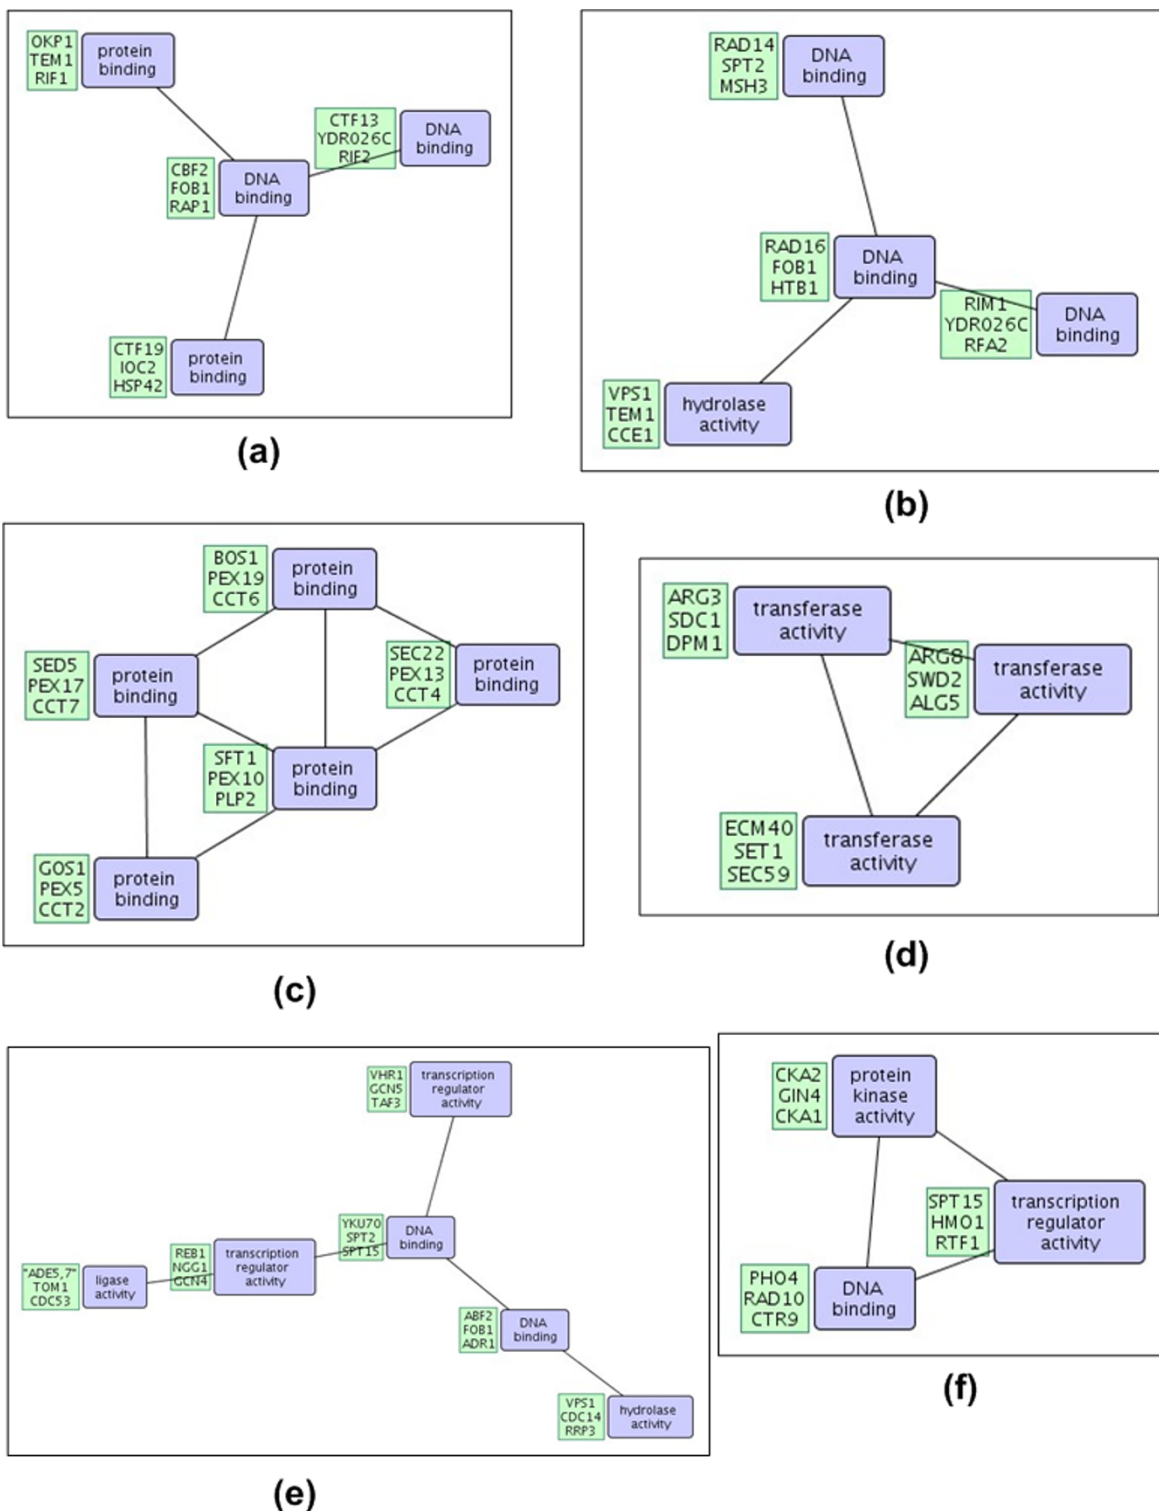 OKP1
TEM1
RIF1
protein
binding
CTF13
YDR026C
RIF2
DNA
binding
CBF2
FOB1
RAP1
DNA
binding
CTF19
IOC2
HSP42
protein
binding
(a)
RAD14
SPT2
MSH3
DNA
binding
RAD16
FOB1
HTB1
DNA
binding
RIM1
YDR026C
RFA2
DNA
binding
VPS1
TEM1
CCE1
hydrolase
activity
(b)
BOS1
PEX19
CCT6
protein
binding
SED5
PEX17
CCT7
protein
binding
SEC22
PEX13
CCT4
protein
binding
SFT1
PEX10
PLP2
protein
binding
GOS1
PEX5
CCT2
protein
binding
(c)
ARG3
SDC1
DPM1
transferase
activity
ARG8
SWD2
ALG5
transferase
activity
ECM40
SET1
SEC59
transferase
activity
(d)
VHR1
GCN5
TAF3
transcription
regulator
activity
YKU70
SPT2
SPT15
DNA
binding
REB1
NGG1
GCN4
transcription
regulator
activity
"ADE5,7"
TOM1
CDC53
ligase
activity
ABF2
FOB1
ADR1
DNA
binding
VPS1
CDC14
RRP3
hydrolase
activity
(e)
CKA2
GIN4
CKA1
protein
kinase
activity
SPT15
HMO1
RTF1
transcription
regulator
activity
PHO4
RAD10
CTR9
DNA
binding
(f)